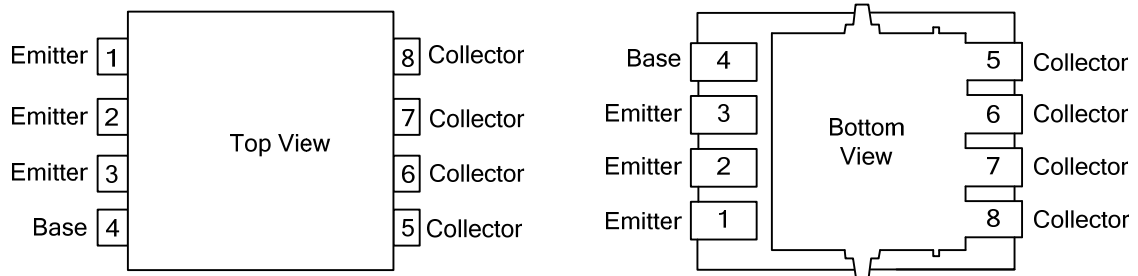 Emitter 1 8 Collector
Emitter 2 7 Collector
Top View
Emitter 3 6 Collector
Base 4 5 Collector
Base 4 5 Collector
Emitter 3 6 Collector
Bottom
View
Emitter 2 7 Collector
Emitter 1 8 Collector